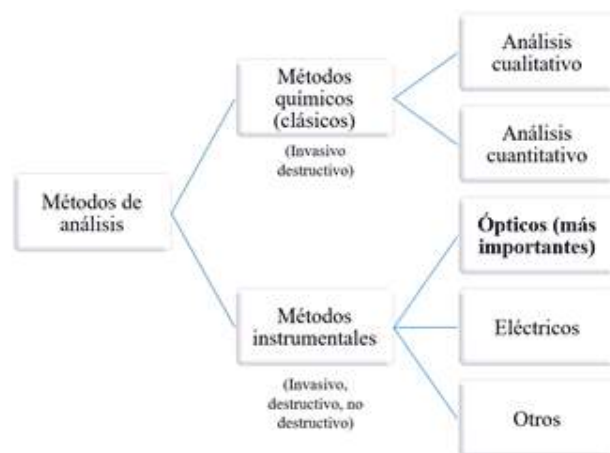 Métodos de
análisis
Métodos
químicos
(clásicos)
(Invasivo
destructivo)
Análisis
cualitativo
Análisis
cuantitativo
Métodos
instrumentales
(Invasivo,
destructivo, no
destructivo)
Ópticos (más
importantes)
Eléctricos
Otros